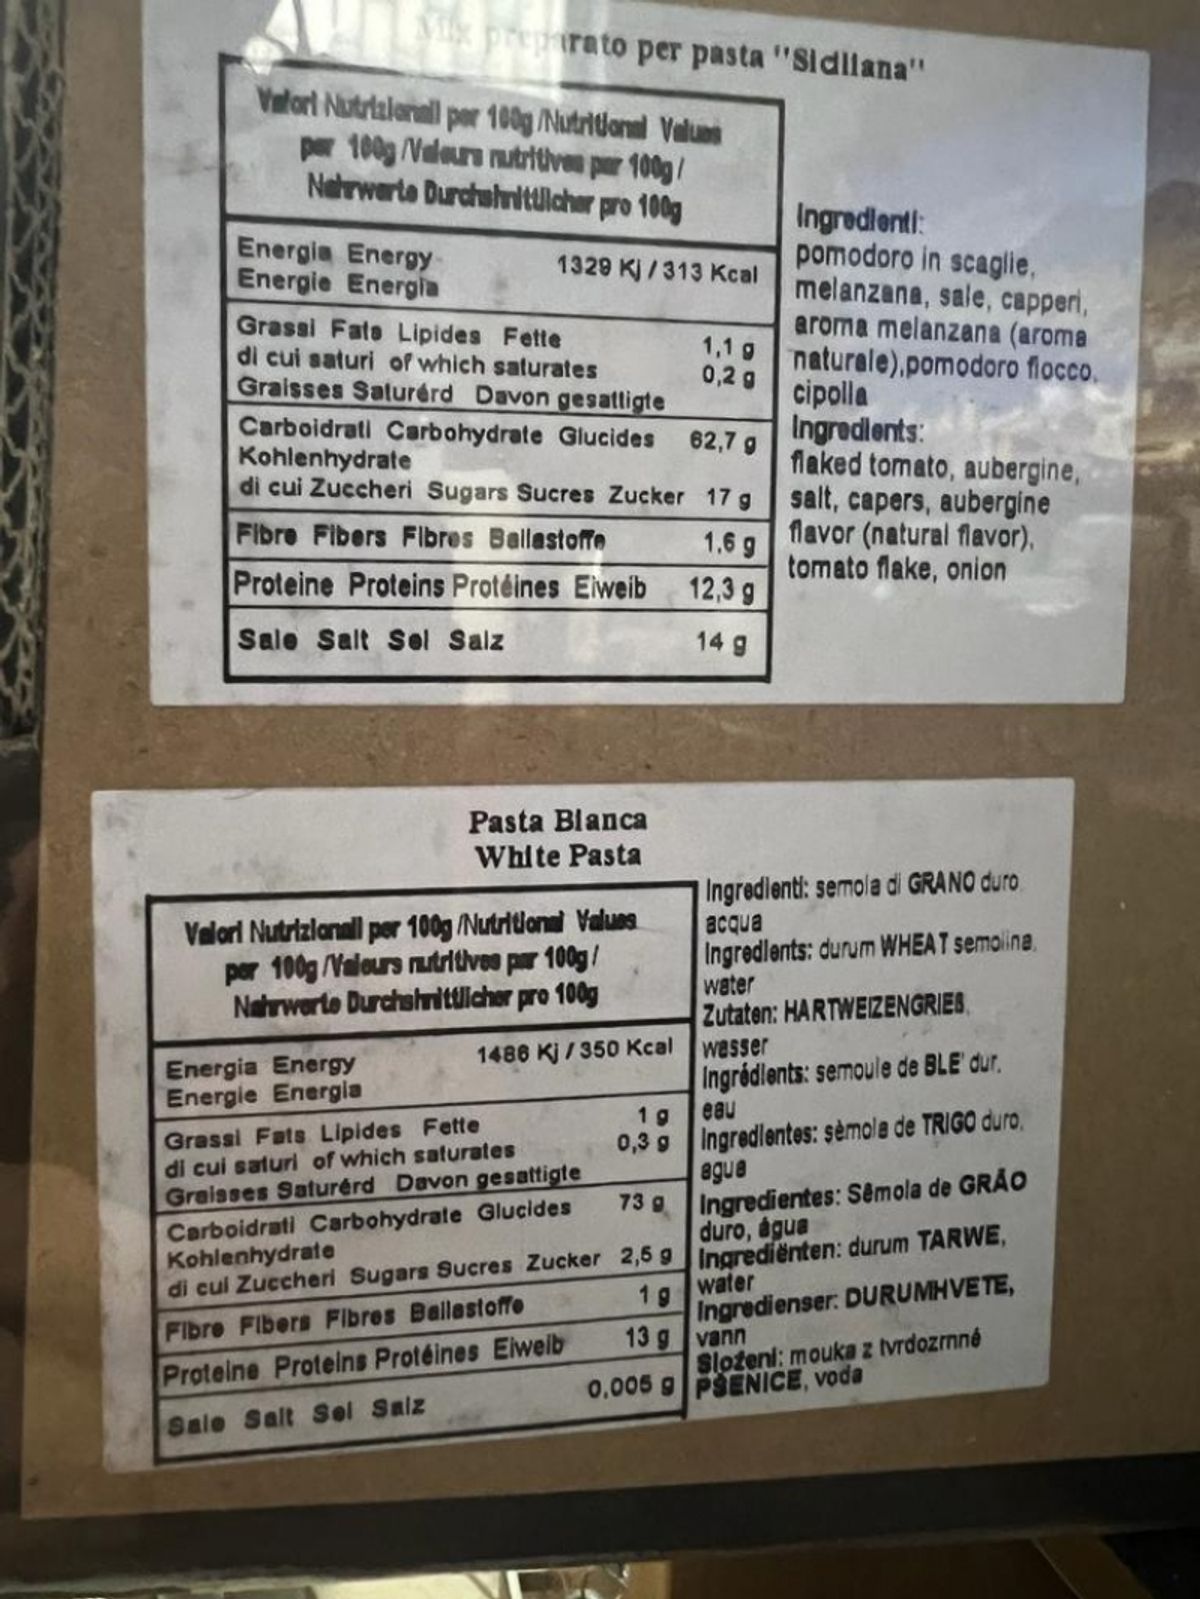 Mix preparato per pasta "Siciliana"
Valori Nutrizionali per 100g /Nutritional Values
per 100g /Valeurs nutritives par 100g /
Nahrwerte Durchshnittlicher pro 100g
Energia Energy
Energie Energia
1329 Kj / 313 Kcal
Grassi Fats Lipides Fette
1,1 g
di cui saturi of which saturates
0,2 g
Graisses Saturérd Davon gesattigte
Carboidrati Carbohydrate Glucides
62,7 g
Kohlenhydrate
di cui Zuccheri Sugars Sucres Zucker 17 g
Fibre Fibers Fibres Ballastoffe
1,6 g
Proteine Proteins Protéines Eiweib
12,3 g
Sale Salt Sel Salz
14 g
Ingredienti:
pomodoro in scaglie,
melanzana, sale, capperi,
aroma melanzana (aroma
naturale),pomodoro fiocco,
cipolla
Ingredients:
flaked tomato, aubergine,
salt, capers, aubergine
flavor (natural flavor),
tomato flake, onion
Pasta Bianca
White Pasta
Valori Nutrizionali per 100g /Nutritional Values
per 100g /Valeurs nutritives par 100g /
Nahrwerte Durchshnittlicher pro 100g
Energia Energy
Energie Energia
1486 Kj / 350 Kcal
Grassi Fats Lipides Fette
1 g
di cui saturi of which saturates
0,3 g
Graisses Saturérd Davon gesattigte
Carboidrati Carbohydrate Glucides
73 g
Kohlenhydrate
di cui Zuccheri Sugars Sucres Zucker 2,5 g
Fibre Fibers Fibres Ballastoffe
1 g
Proteine Proteins Protéines Eiweib
13 g
Sale Salt Sel Salz
0,005 g
Ingredienti: semola di GRANO duro,
acqua
Ingredients: durum WHEAT semolina,
water
Zutaten: HARTWEIZENGRIEß,
wasser
Ingrédients: semoule de BLE' dur,
eau
Ingredientes: sèmola de TRIGO duro,
agua
Ingredientes: Sêmola de GRÃO
duro, água
Ingrediënten: durum TARWE,
water
Ingredienser: DURUMHVETE,
vann
Složení: mouka z tvrdozrnné
PŠENICE, voda